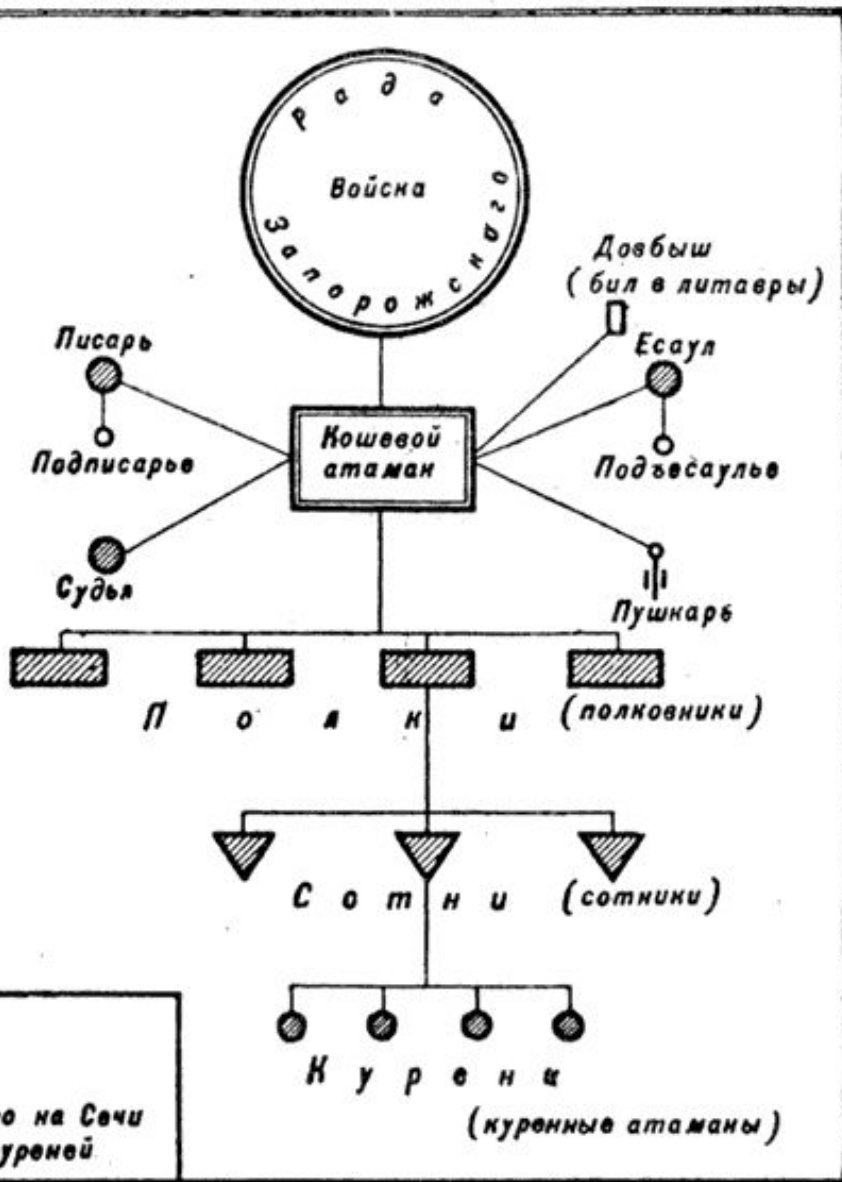 Рада
Войска
Запорожского
Довбыш
(бил в литавры)
Писарь
Есаул
Кошевой
атаман
Подписарье
Подъесаулье
Судья
Пушкарь
Полки (полковники)
Сотни (сотники)
Курени
(куренные атаманы)
о на Сечи
уреней